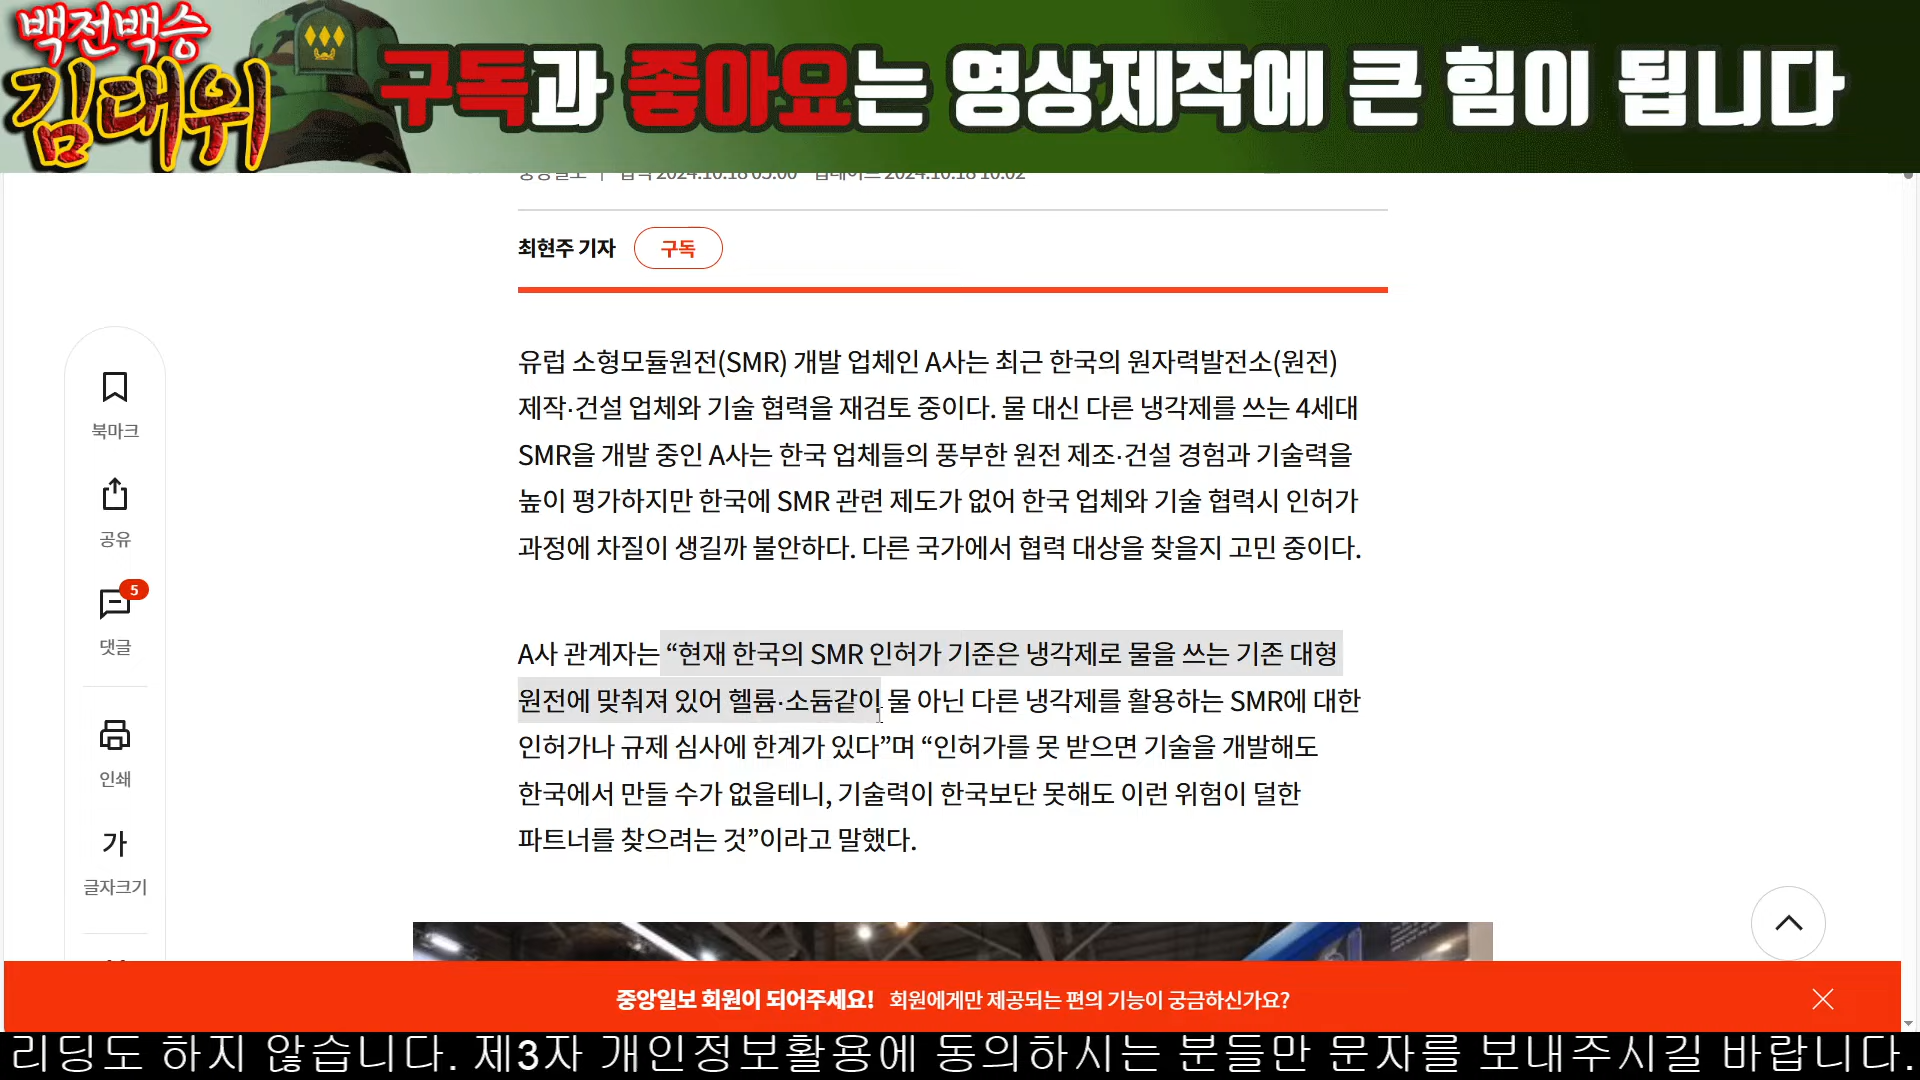 백전백승
김대위
구독과 좋아요는 영상제작에 큰 힘이 됩니다
중앙일보 | 입력 2024.10.18 05:00 업데이트 2024.10.18 10:02
최현주 기자 구독
유럽 소형모듈원전(SMR) 개발 업체인 A사는 최근 한국의 원자력발전소(원전)
제작·건설 업체와 기술 협력을 재검토 중이다. 물 대신 다른 냉각제를 쓰는 4세대
SMR을 개발 중인 A사는 한국 업체들의 풍부한 원전 제조·건설 경험과 기술력을
높이 평가하지만 한국에 SMR 관련 제도가 없어 한국 업체와 기술 협력시 인허가
과정에 차질이 생길까 불안하다. 다른 국가에서 협력 대상을 찾을지 고민 중이다.
A사 관계자는 “현재 한국의 SMR 인허가 기준은 냉각제로 물을 쓰는 기존 대형
원전에 맞춰져 있어 헬륨·소듐같이 물 아닌 다른 냉각제를 활용하는 SMR에 대한
인허가나 규제 심사에 한계가 있다”며 “인허가를 못 받으면 기술을 개발해도
한국에서 만들 수가 없을테니, 기술력이 한국보단 못해도 이런 위험이 덜한
파트너를 찾으려는 것”이라고 말했다.
북마크
공유
5
댓글
인쇄
가
글자크기
중앙일보 회원이 되어주세요! 회원에게만 제공되는 편의 기능이 궁금하신가요?
리딩도 하지 않습니다. 제3자 개인정보활용에 동의하시는 분들만 문자를 보내주시길 바랍니다.